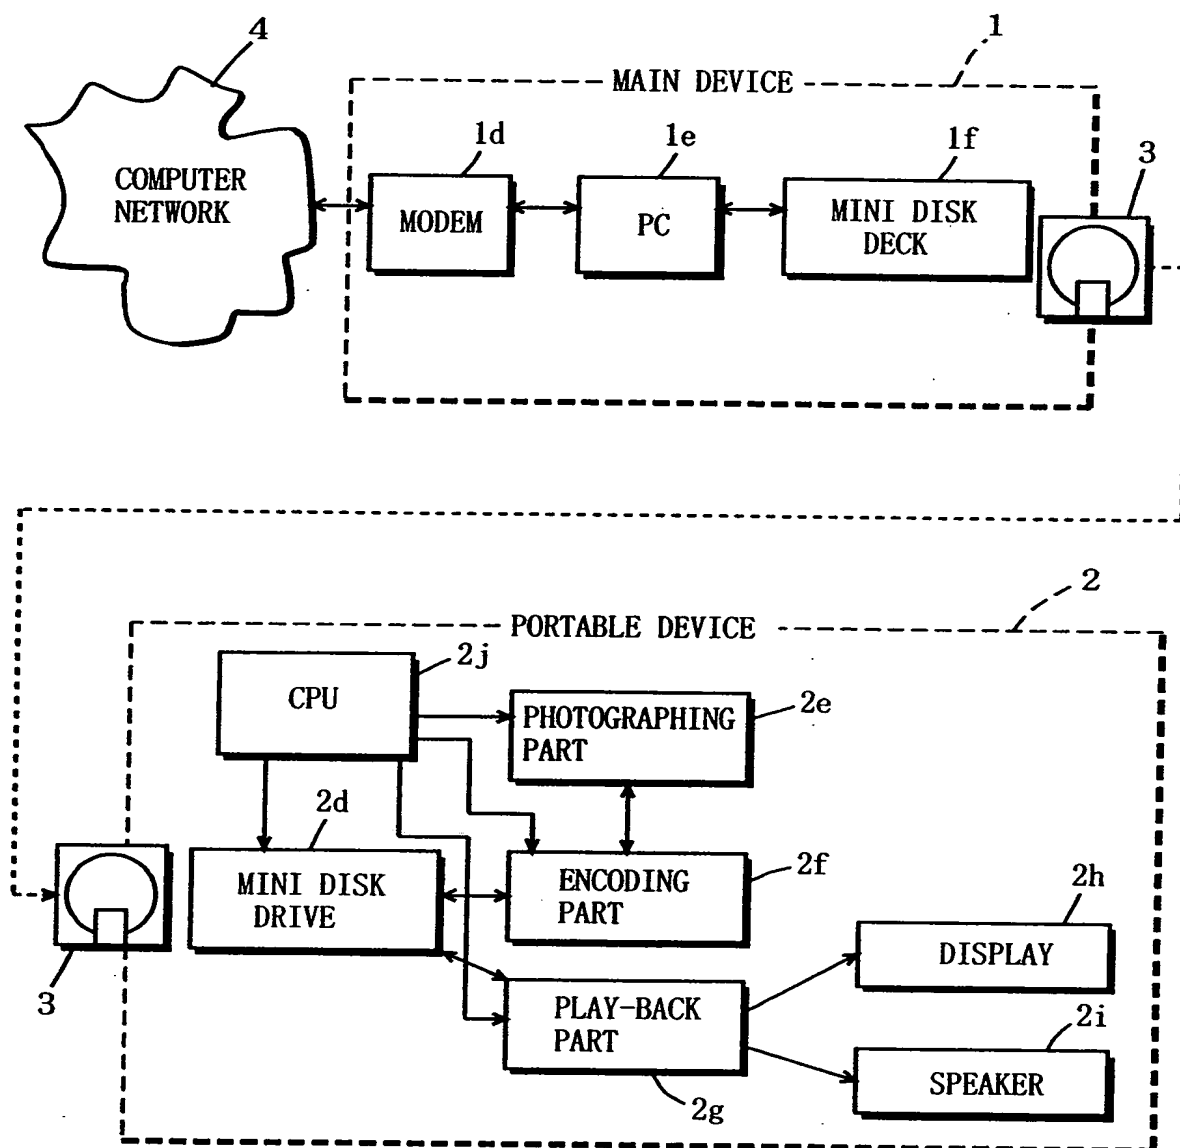 4
1
MAIN DEVICE
1d
1e
1f
3
COMPUTER
NETWORK
MODEM
PC
MINI DISK
DECK
2
PORTABLE DEVICE
2j
CPU
2e
PHOTOGRAPHING
PART
2d
MINI DISK
DRIVE
ENCODING
PART
2f
2h
DISPLAY
3
PLAY-BACK
PART
2i
SPEAKER
2g